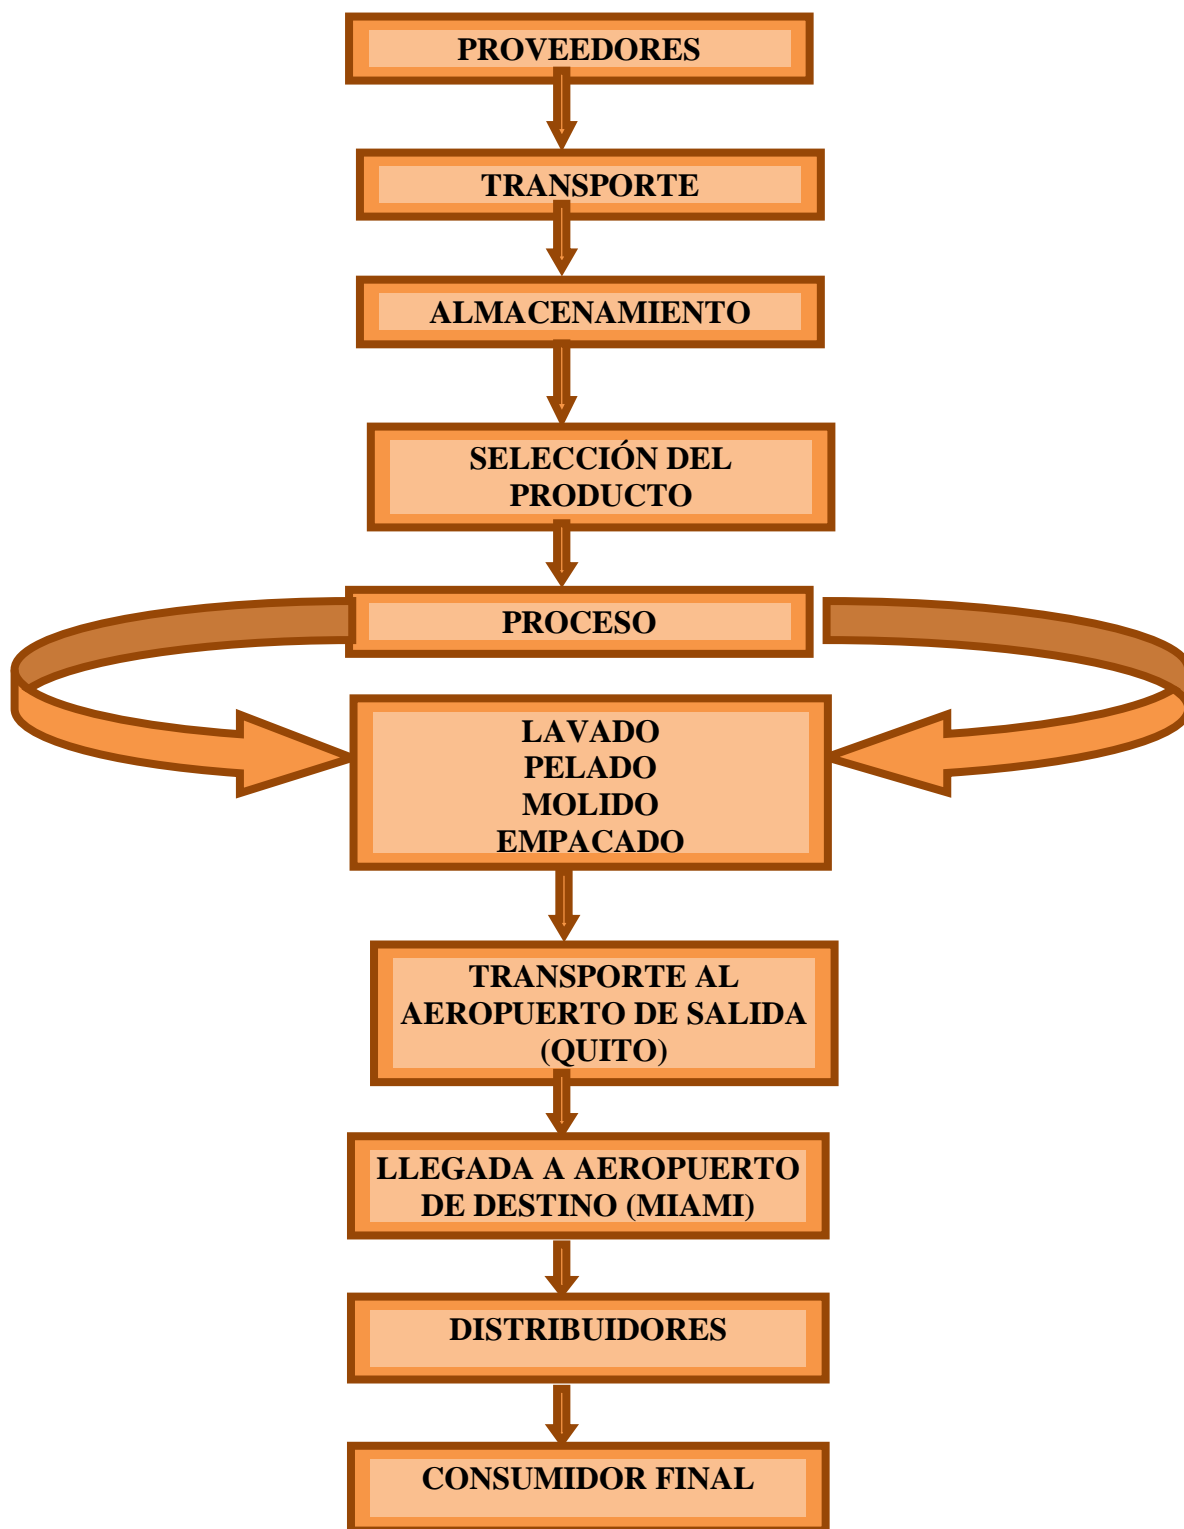 PROVEEDORES
TRANSPORTE
ALMACENAMIENTO
SELECCIÓN DEL
PRODUCTO
PROCESO
LAVADO
PELADO
MOLIDO
EMPACADO
TRANSPORTE AL
AEROPUERTO DE SALIDA
(QUITO)
LLEGADA A AEROPUERTO
DE DESTINO (MIAMI)
DISTRIBUIDORES
CONSUMIDOR FINAL